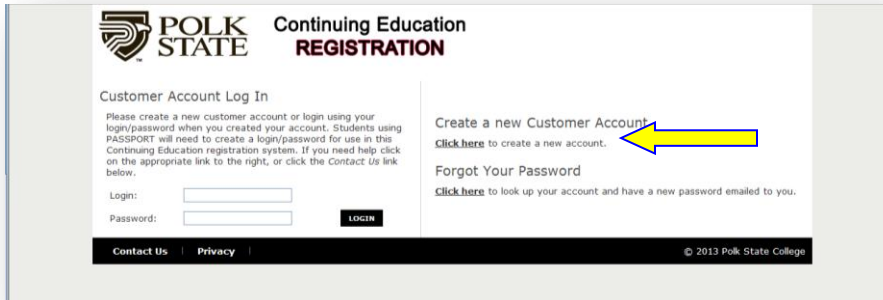 POLK
STATE
Continuing Education
REGISTRATION
Customer Account Log In
Please create a new customer account or login using your
login/password when you created your account. Students using
PASSPORT will need to create a login/password for use in this
Continuing Education registration system. If you need help click
on the appropriate link to the right, or click the Contact Us link
below.
Login:
Password:
LOGIN
Create a new Customer Account
Click here to create a new account.
Forgot Your Password
Click here to look up your account and have a new password emailed to you.
Contact Us | Privacy |
© 2013 Polk State College